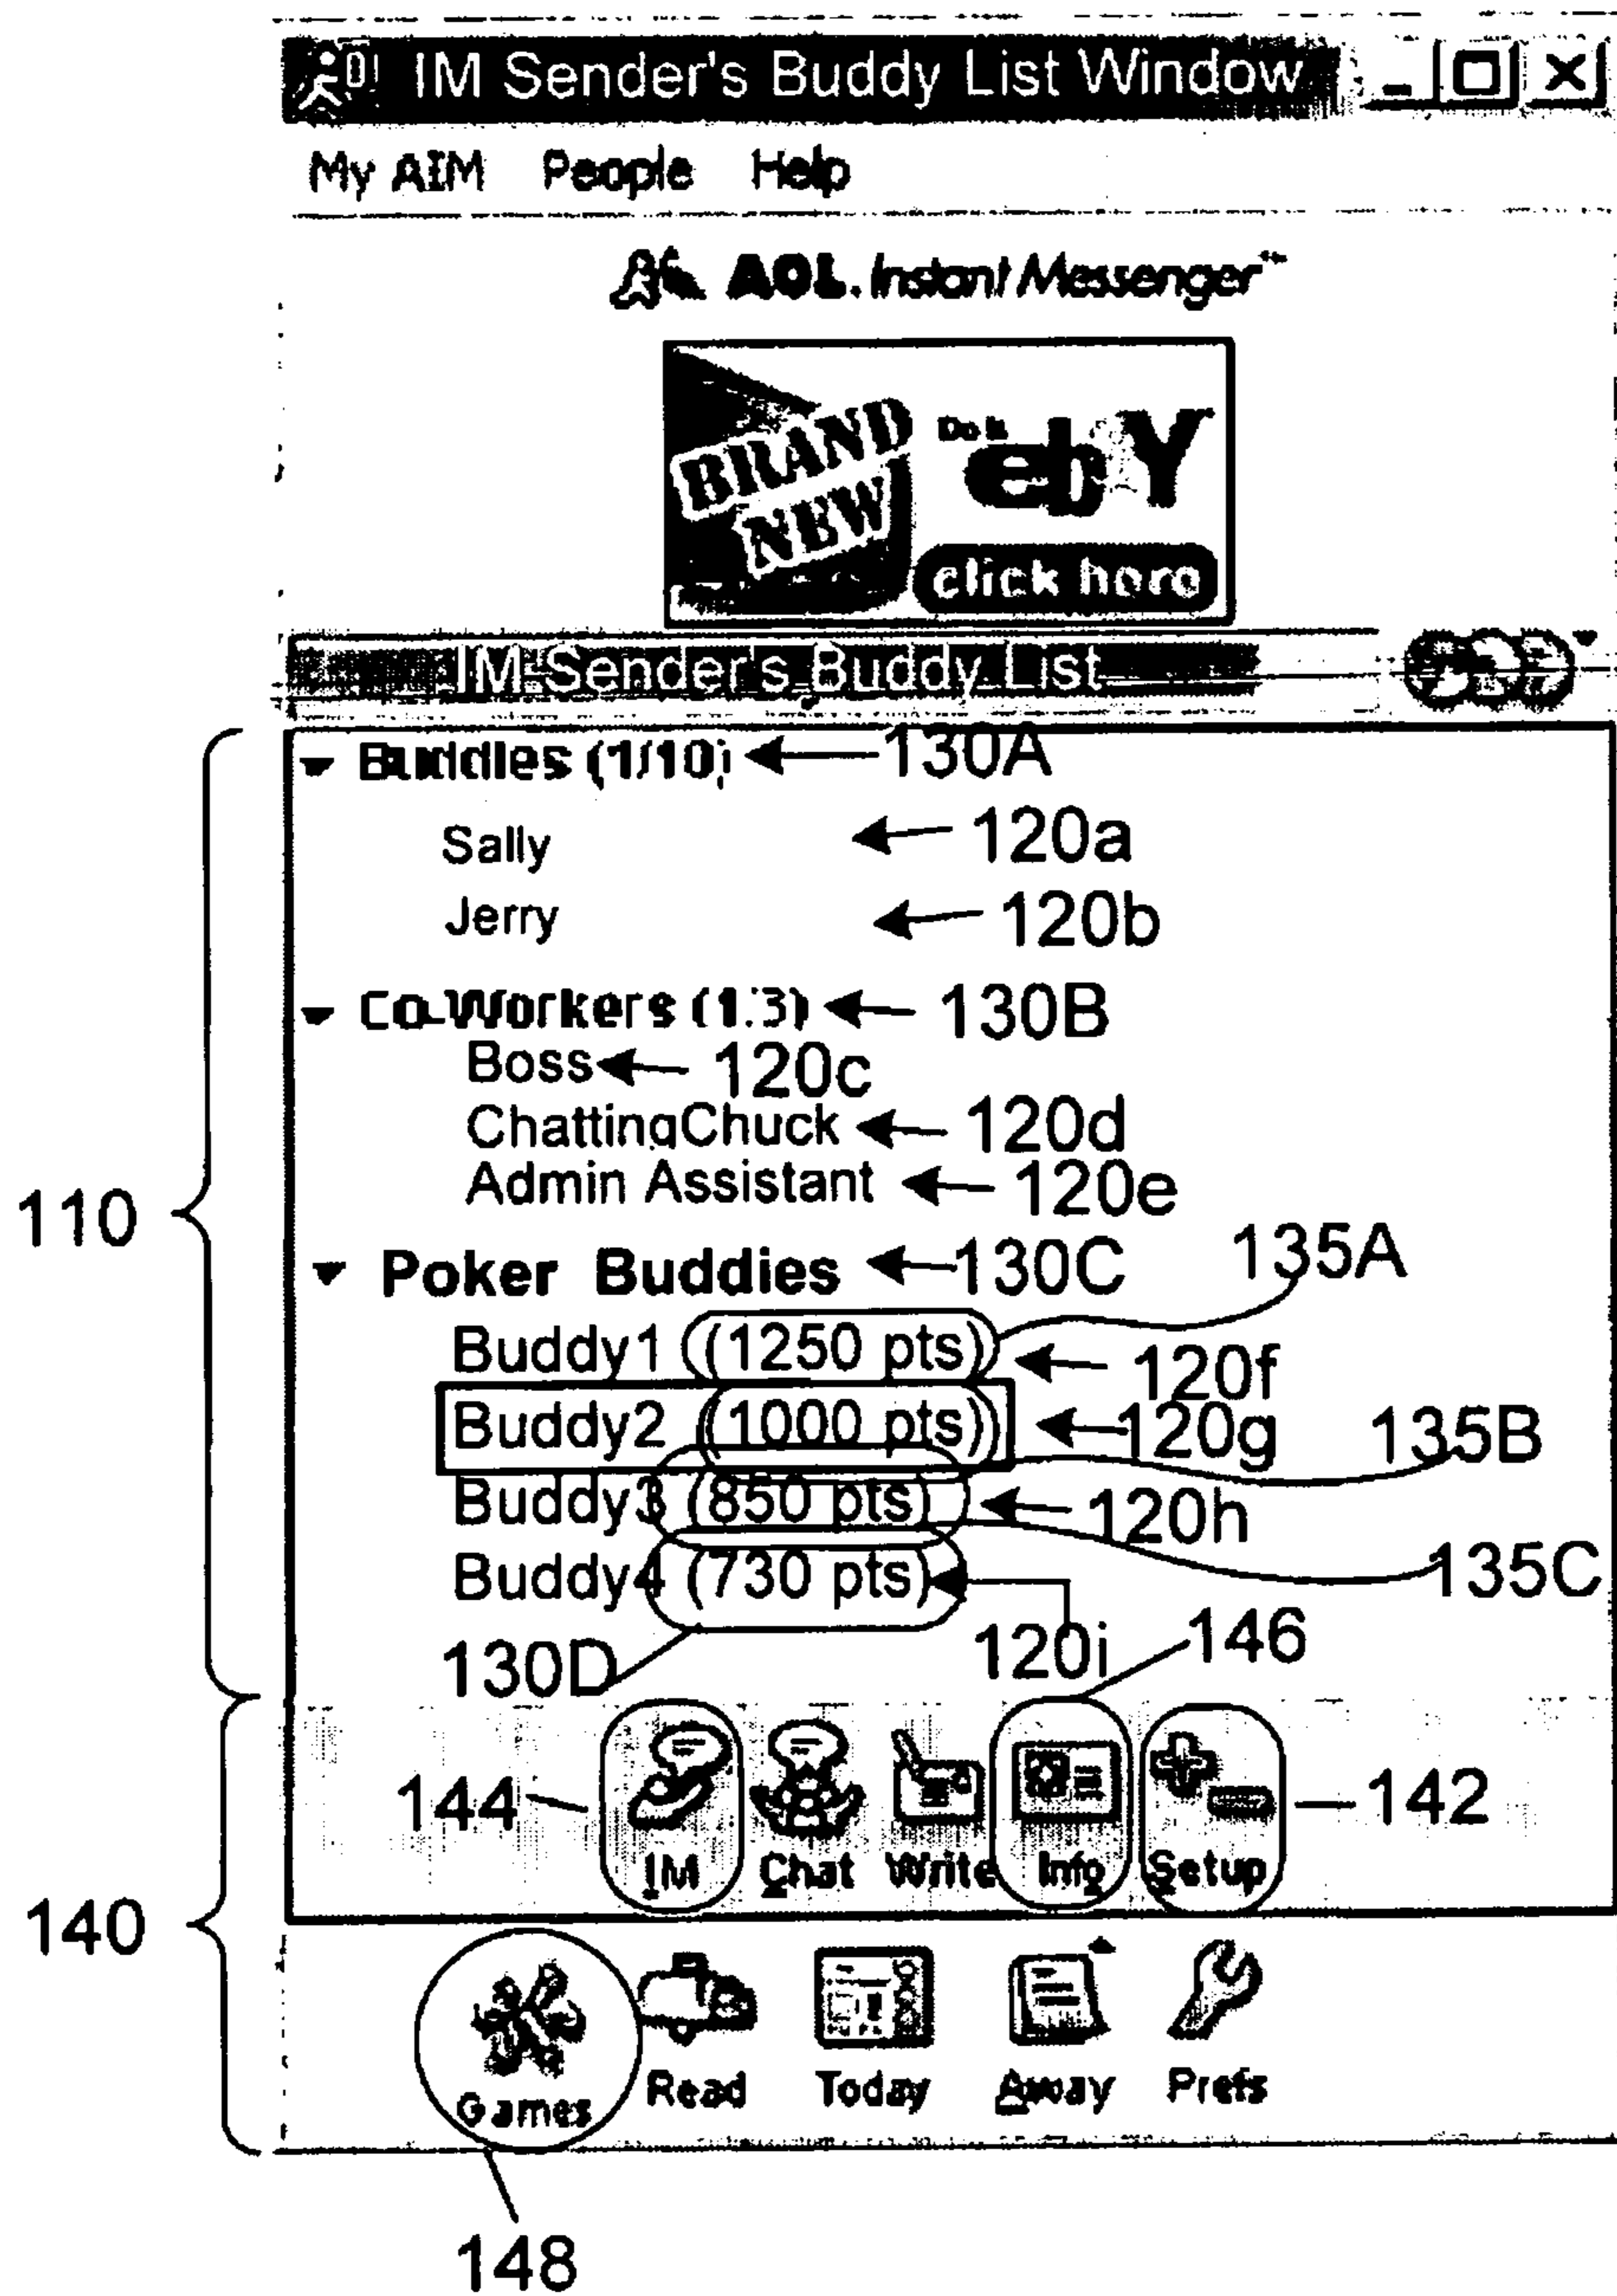 IM Sender's Buddy List Window
My AIM People Help
AOL Instant Messenger
BRAND NEW
ebY
click here
IM Sender's Buddy List
Buddies (1/10) 130A
Sally 120a
Jerry 120b
Co-Workers (1/3) 130B
Boss 120c
ChattingChuck 120d
Admin Assistant 120e
110
Poker Buddies 130C 135A
Buddy1 (1250 pts) 120f
Buddy2 (1000 pts) 120g 135B
Buddy3 (850 pts) 120h
Buddy4 (730 pts) 135C
130D 120i 146
144 142
IM Chat Write Info Setup
140
Games Read Today Away Prefs
148